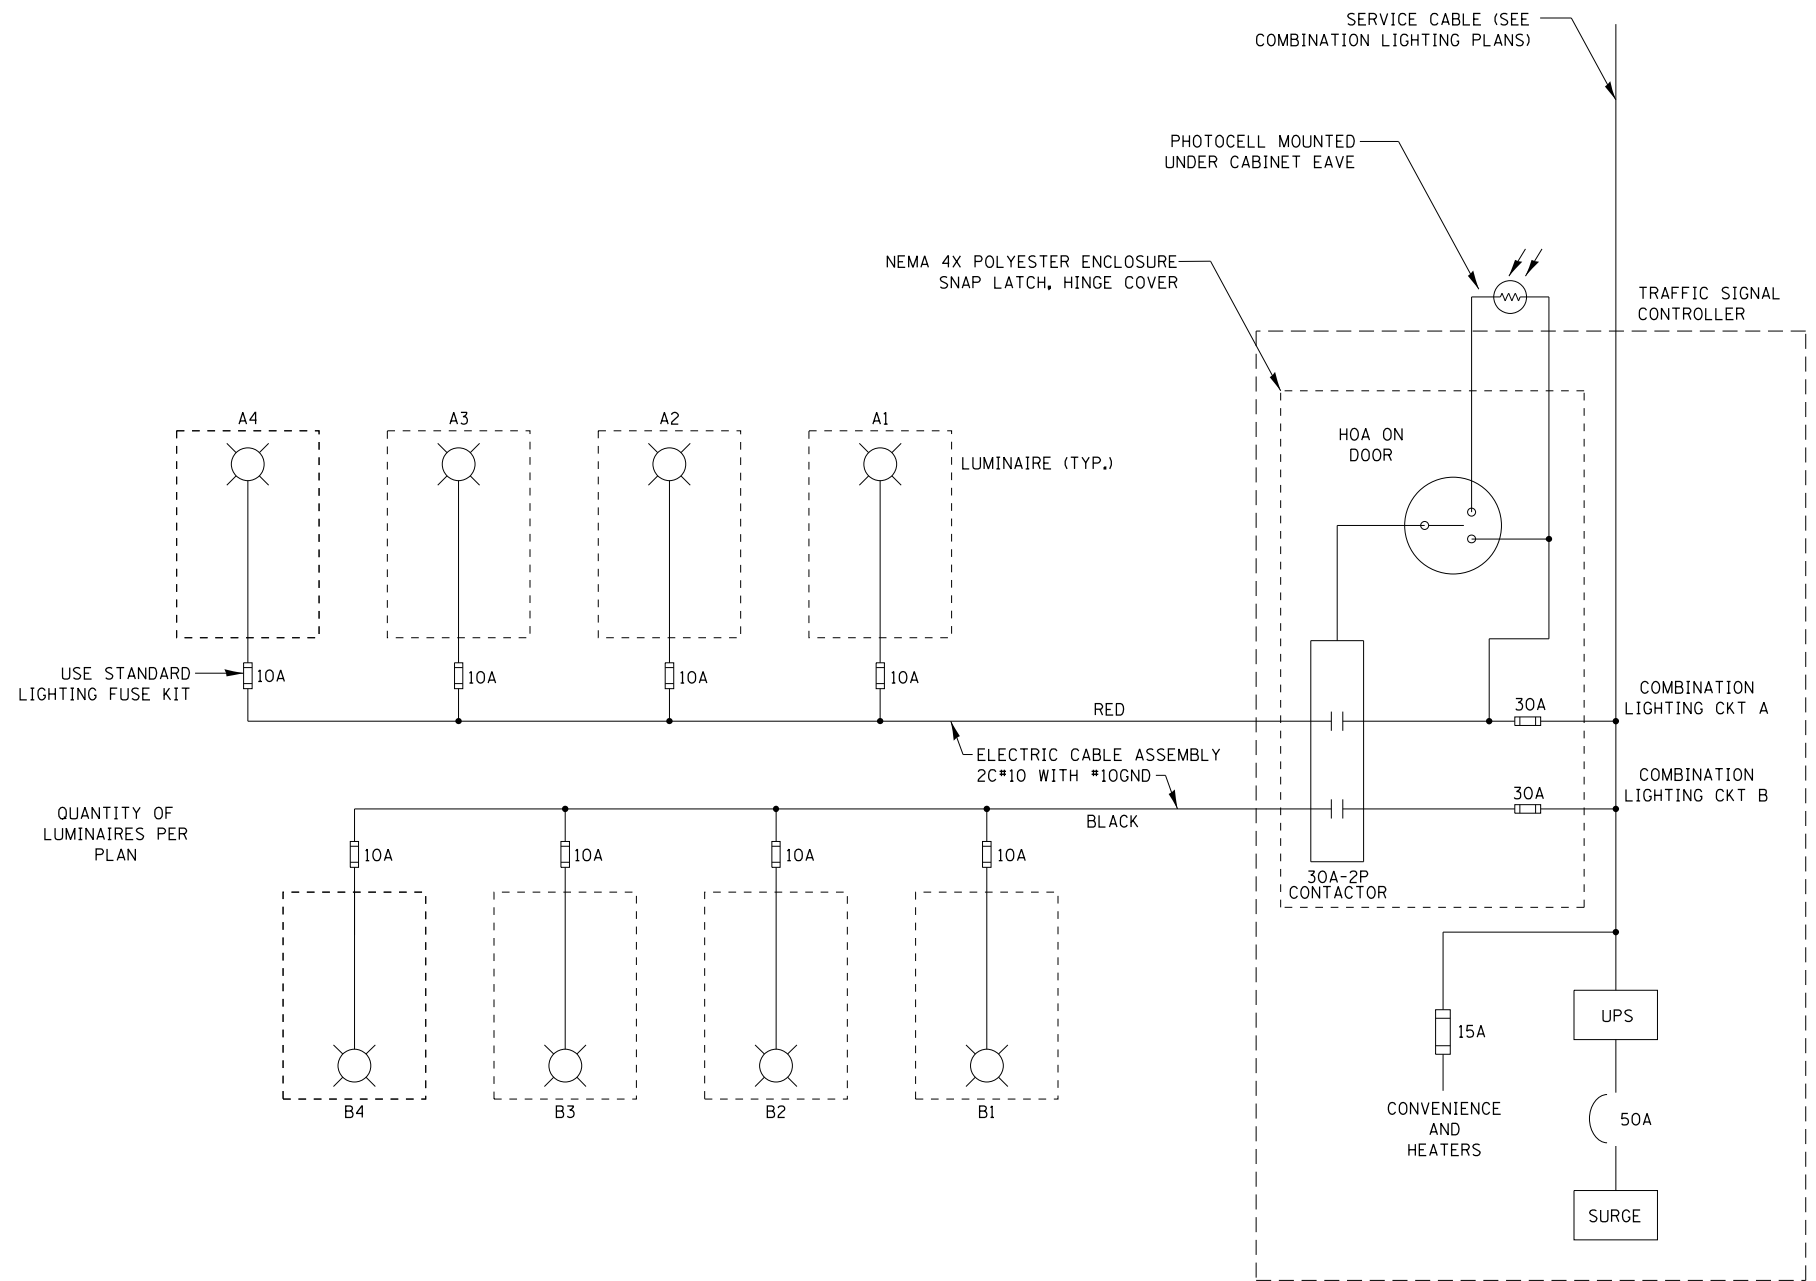 SERVICE CABLE (SEE
COMBINATION LIGHTING PLANS)
PHOTOCELL MOUNTED
UNDER CABINET EAVE
NEMA 4X POLYESTER ENCLOSURE
SNAP LATCH, HINGE COVER
TRAFFIC SIGNAL
CONTROLLER
HOA ON
DOOR
A4
A3
A2
A1
LUMINAIRE (TYP.)
USE STANDARD
LIGHTING FUSE KIT
10A
10A
10A
10A
RED
30A
COMBINATION
LIGHTING CKT A
ELECTRIC CABLE ASSEMBLY
2C#10 WITH #10GND
COMBINATION
LIGHTING CKT B
30A
BLACK
QUANTITY OF
LUMINAIRES PER
PLAN
10A
10A
10A
10A
30A-2P
CONTACTOR
B4
B3
B2
B1
UPS
15A
CONVENIENCE
AND
HEATERS
50A
SURGE